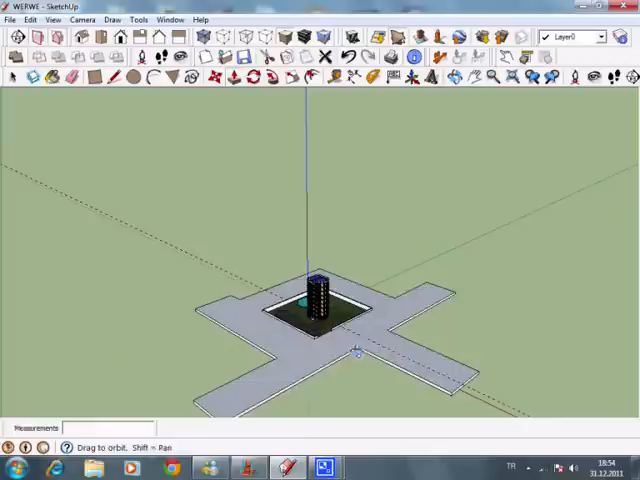 WERWE - SketchUp
File Edit View Camera Draw Tools Window Help
Layer0
Measurements
Drag to orbit. Shift = Pan
TR
18:54
31.12.2011